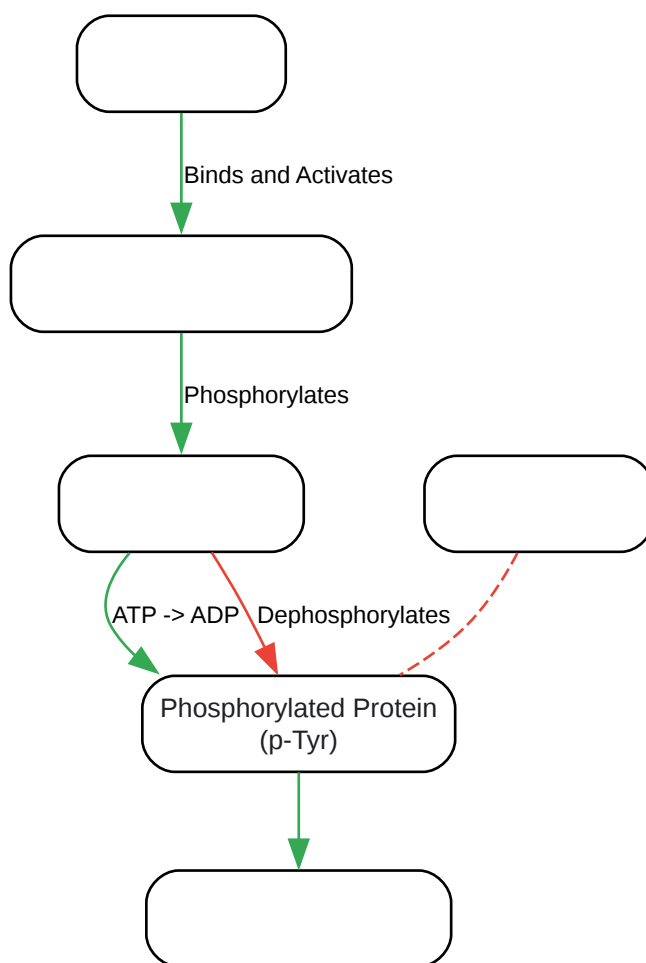 Binds and Activates
Phosphorylates
ATP -> ADP
Dephosphorylates
Phosphorylated Protein
(p-Tyr)